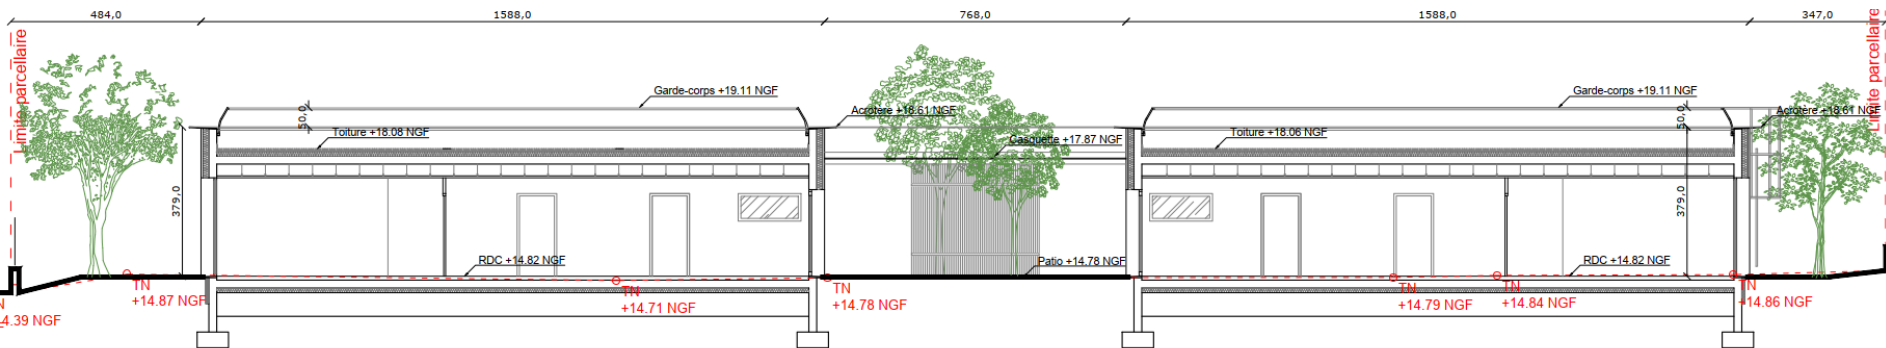 484,0
1588,0
768,0
1588,0
347,0
Limite parcellaire
Limite parcellaire
Garde-corps +19.11 NGF
Garde-corps +19.11 NGF
50,0
Acrotère +18.61 NGF
50,0
Acrotère +18.61 NGF
Toiture +18.08 NGF
Casquette +17.87 NGF
Toiture +18.06 NGF
379,0
379,0
RDC +14.82 NGF
Patio +14.78 NGF
RDC +14.82 NGF
TN
+14.87 NGF
TN
+14.71 NGF
TN
+14.78 NGF
TN
+14.79 NGF
TN
+14.84 NGF
TN
+14.86 NGF
4.39 NGF